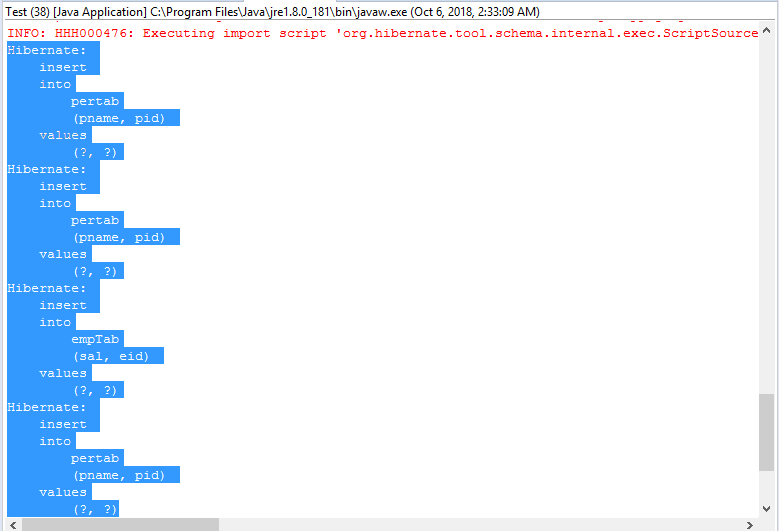 Test (38) [Java Application] C:\Program Files\Java\jre1.8.0_181\bin\javaw.exe (Oct 6, 2018, 2:33:09 AM)
INFO: HHH000476: Executing import script 'org.hibernate.tool.schema.internal.exec.ScriptSource
Hibernate:
    insert
    into
        pertab
        (pname, pid)
    values
        (?, ?)
Hibernate:
    insert
    into
        pertab
        (pname, pid)
    values
        (?, ?)
Hibernate:
    insert
    into
        empTab
        (sal, eid)
    values
        (?, ?)
Hibernate:
    insert
    into
        pertab
        (pname, pid)
    values
        (?, ?)